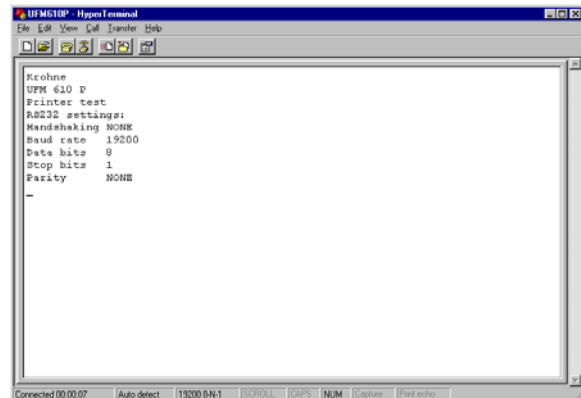 UFM610P - HyperTerminal
File Edit View Call Transfer Help
Krohne
UFM 610 P
Printer test
RS232 settings:
Handshaking NONE
Baud rate 19200
Data bits 8
Stop bits 1
Parity NONE
Connected 00:00:07 Auto detect 19200 8-N-1 SCROLL CAPS NUM Capture Print echo